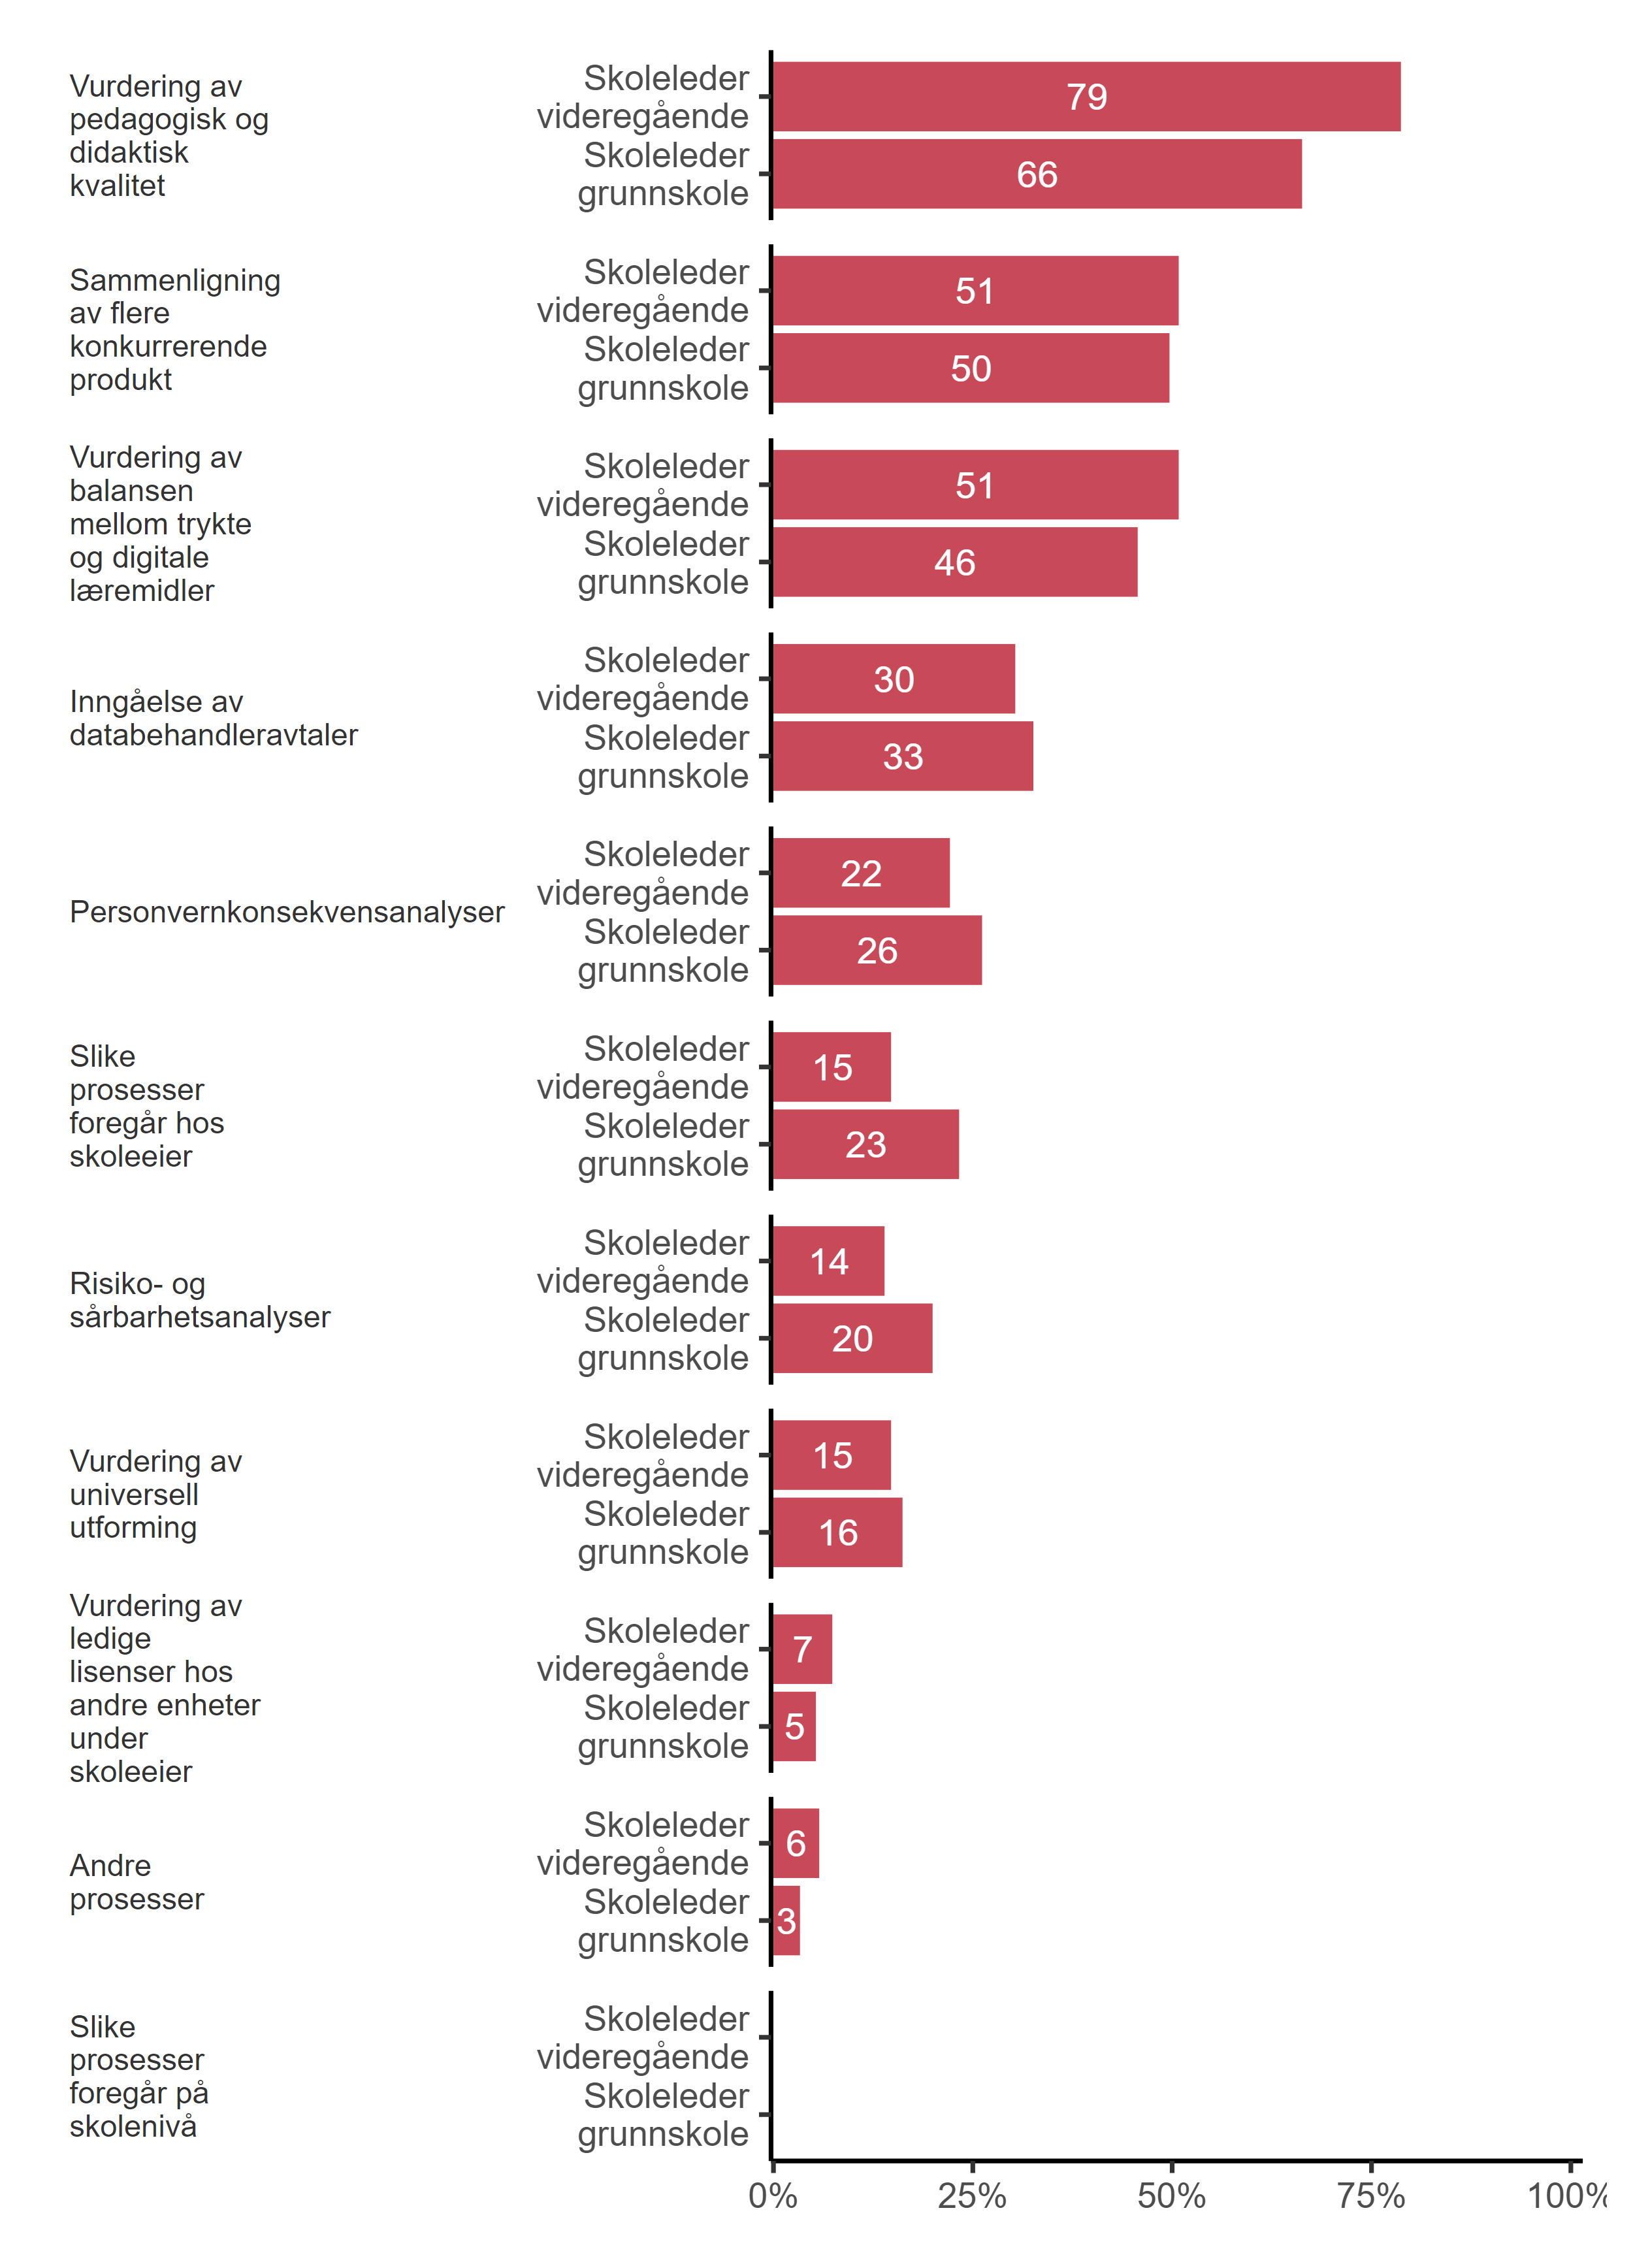 Vurdering av
pedagogisk og
didaktisk
kvalitet
Skoleleder
videregående
79
Skoleleder
grunnskole
66
Sammenligning
av flere
konkurrerende
produkt
Skoleleder
videregående
51
Skoleleder
grunnskole
50
Vurdering av
balansen
mellom trykte
og digitale
læremidler
Skoleleder
videregående
51
Skoleleder
grunnskole
46
Inngåelse av
databehandleravtaler
Skoleleder
videregående
30
Skoleleder
grunnskole
33
Personvernkonsekvensanalyser
Skoleleder
videregående
22
Skoleleder
grunnskole
26
Slike
prosesser
foregår hos
skoleeier
Skoleleder
videregående
15
Skoleleder
grunnskole
23
Risiko- og
sårbarhetsanalyser
Skoleleder
videregående
14
Skoleleder
grunnskole
20
Vurdering av
universell
utforming
Skoleleder
videregående
15
Skoleleder
grunnskole
16
Vurdering av
ledige
lisenser hos
andre enheter
under
skoleeier
Skoleleder
videregående
7
Skoleleder
grunnskole
5
Andre
prosesser
Skoleleder
videregående
6
Skoleleder
grunnskole
3
Slike
prosesser
foregår på
skolenivå
Skoleleder
videregående
Skoleleder
grunnskole
0% 25% 50% 75% 100%